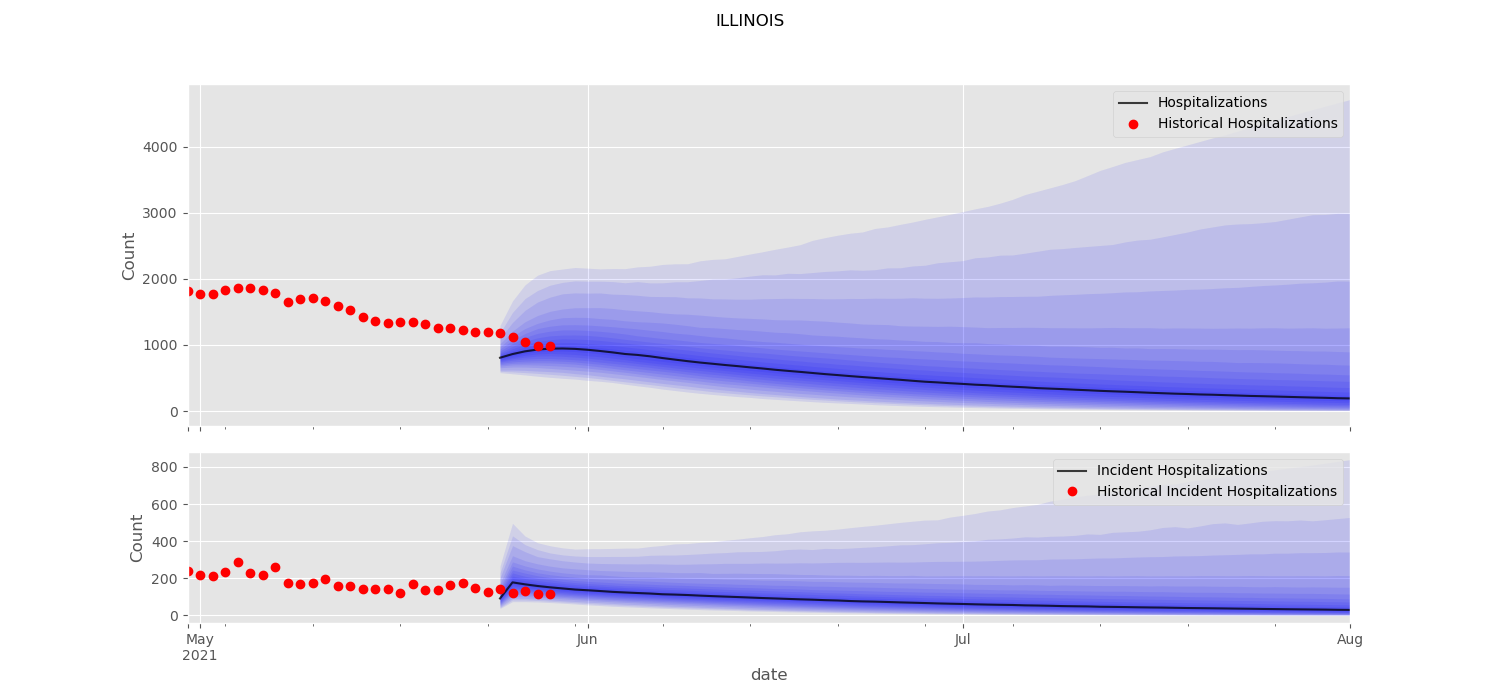 ILLINOIS
Hospitalizations
Historical Hospitalizations
4000
3000
2000
1000
0
Count
Incident Hospitalizations
Historical Incident Hospitalizations
800
600
400
200
0
Count
May
2021
Jun
Jul
Aug
date